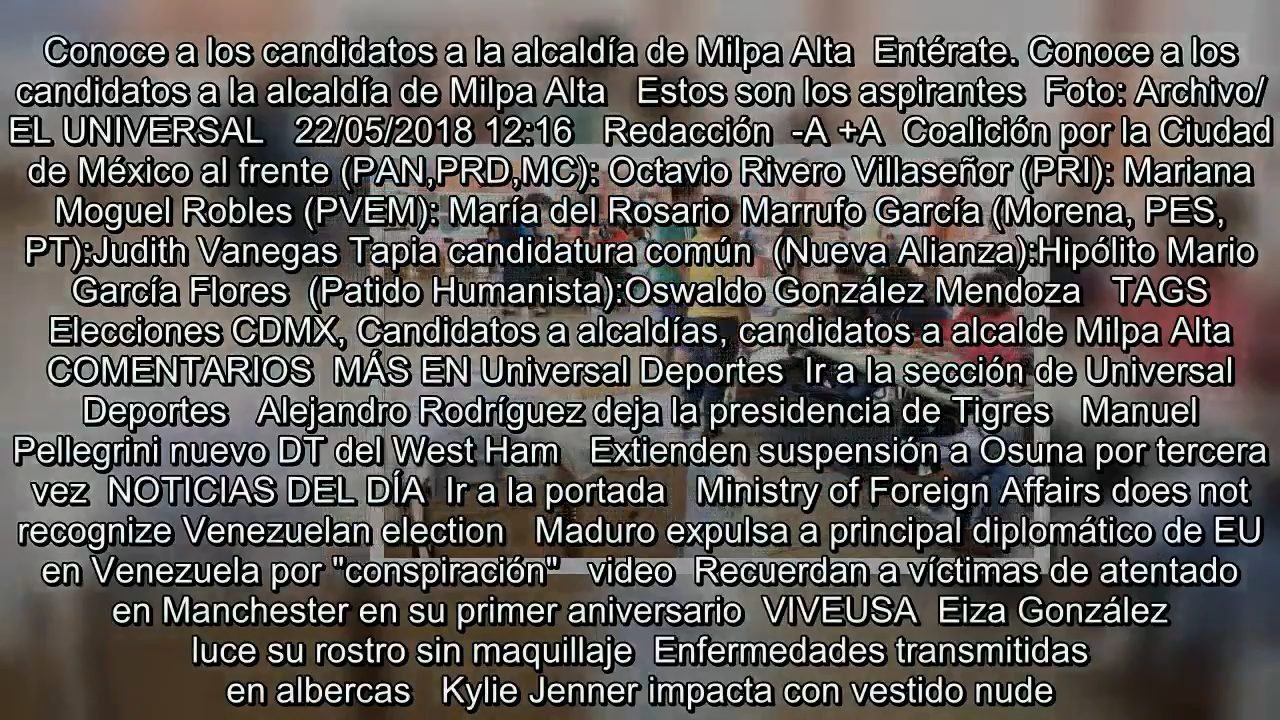 Conoce a los candidatos a la alcaldía de Milpa Alta  Entérate. Conoce a los
candidatos a la alcaldía de Milpa Alta   Estos son los aspirantes  Foto: Archivo/
EL UNIVERSAL   22/05/2018 12:16   Redacción  -A +A  Coalición por la Ciudad
de México al frente (PAN,PRD,MC): Octavio Rivero Villaseñor (PRI): Mariana
Moguel Robles (PVEM): María del Rosario Marrufo García (Morena, PES,
PT):Judith Vanegas Tapia candidatura común  (Nueva Alianza):Hipólito Mario
García Flores  (Patido Humanista):Oswaldo González Mendoza   TAGS
Elecciones CDMX, Candidatos a alcaldías, candidatos a alcalde Milpa Alta
COMENTARIOS  MÁS EN Universal Deportes  Ir a la sección de Universal
Deportes   Alejandro Rodríguez deja la presidencia de Tigres   Manuel
Pellegrini nuevo DT del West Ham   Extienden suspensión a Osuna por tercera
vez  NOTICIAS DEL DÍA  Ir a la portada   Ministry of Foreign Affairs does not
recognize Venezuelan election   Maduro expulsa a principal diplomático de EU
en Venezuela por "conspiración"   video  Recuerdan a víctimas de atentado
en Manchester en su primer aniversario  VIVEUSA  Eiza González
luce su rostro sin maquillaje  Enfermedades transmitidas
en albercas   Kylie Jenner impacta con vestido nude